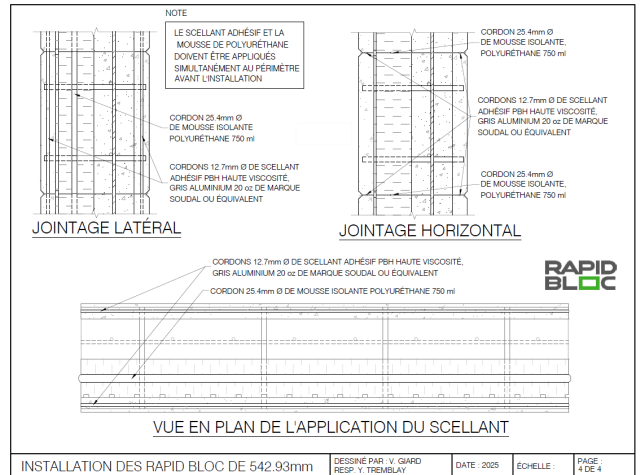 NOTE
LE SCELLANT ADHÉSIF ET LA
MOUSSE DE POLYURÉTHANE
DOIVENT ÊTRE APPLIQUÉS
SIMULTANÉMENT AU PÉRIMÈTRE
AVANT L'INSTALLATION
CORDON 25.4mm Ø
DE MOUSSE ISOLANTE
POLYURÉTHANE 750 ml
CORDONS 12.7mm Ø DE SCELLANT
ADHÉSIF PBH HAUTE VISCOSITÉ,
GRIS ALUMINIUM 20 oz DE MARQUE
SOUDAL OU ÉQUIVALENT
JOINTAGE LATÉRAL
CORDON 25.4mm Ø
DE MOUSSE ISOLANTE,
POLYURÉTHANE 750 ml
CORDONS 12.7mm Ø DE SCELLANT
ADHÉSIF PBH HAUTE VISCOSITÉ,
GRIS ALUMINIUM 20 oz DE MARQUE
SOUDAL OU ÉQUIVALENT
CORDON 25.4mm Ø
DE MOUSSE ISOLANTE,
POLYURÉTHANE 750 ml
JOINTAGE HORIZONTAL
CORDONS 12.7mm Ø DE SCELLANT ADHÉSIF PBH HAUTE VISCOSITÉ,
GRIS ALUMINIUM 20 oz DE MARQUE SOUDAL OU ÉQUIVALENT
CORDON 25.4mm Ø DE MOUSSE ISOLANTE POLYURÉTHANE 750 ml
RAPID
BLOC
VUE EN PLAN DE L'APPLICATION DU SCELLANT
INSTALLATION DES RAPID BLOC DE 542.93mm
DESSINÉ PAR : V. GIARD
RESP. Y. TREMBLAY
DATE : 2025
ÉCHELLE :
PAGE :
4 DE 4